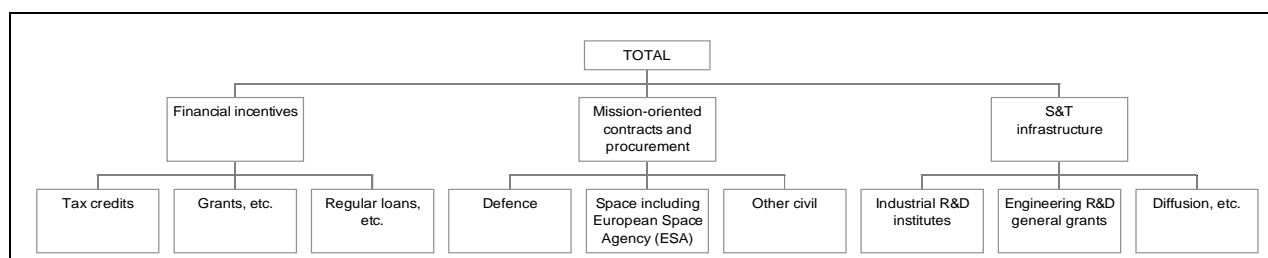 TOTAL
Financial incentives
Mission-oriented
contracts and
procurement
S&T
infrastructure
Tax credits
Grants, etc.
Regular loans,
etc.
Defence
Space including
European Space
Agency (ESA)
Other civil
Industrial R&D
institutes
Engineering R&D
general grants
Diffusion, etc.